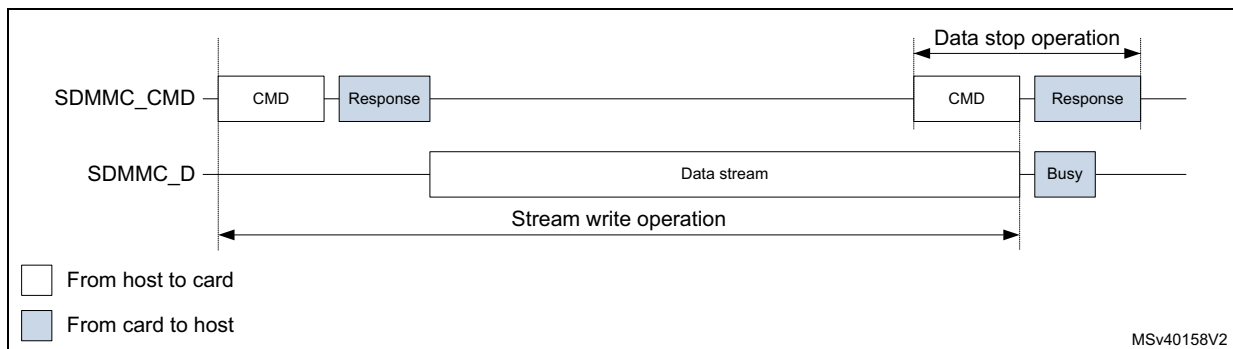 Data stop operation
SDMMC_CMD CMD Response CMD Response
SDMMC_D Data stream Busy
Stream write operation
From host to card
From card to host
MSv40158V2